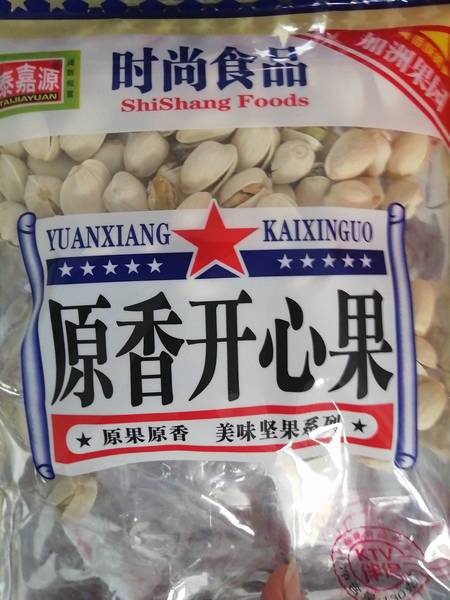 泰嘉源
TAIJIAYUAN
时尚食品
ShiShang Foods
加洲果园
YUANXIANG KAIXINGUO
原香开心果
原果原香 美味坚果系列
KTV